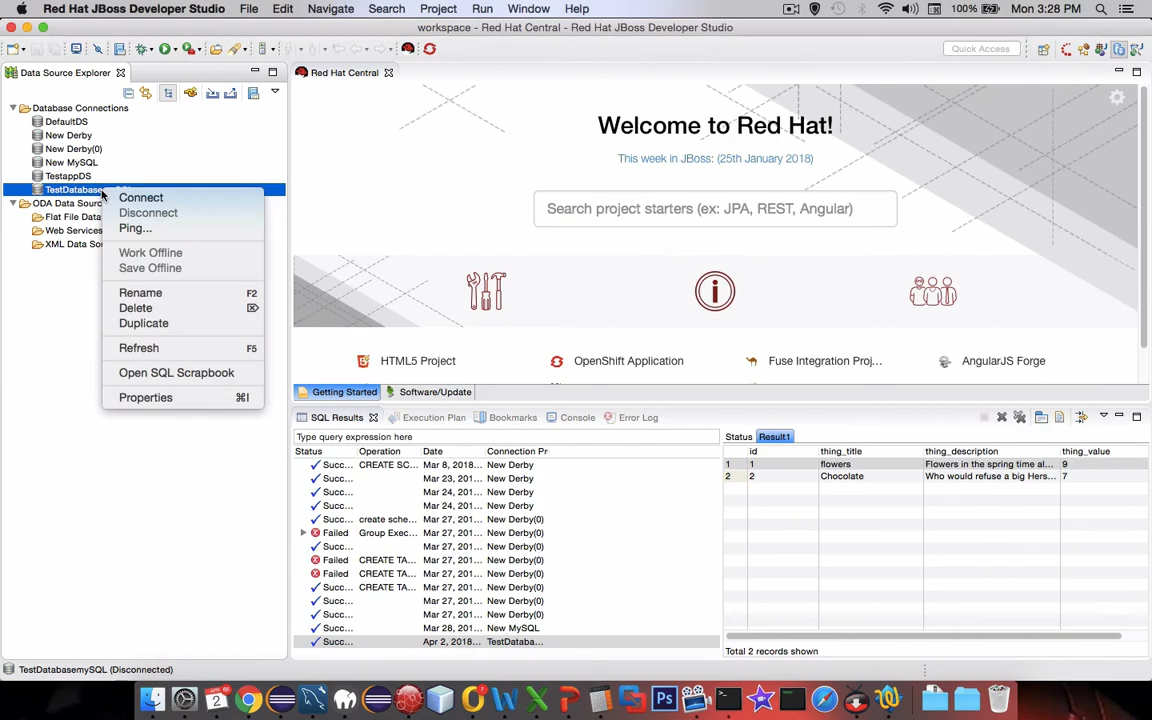 Red Hat JBoss Developer Studio File Edit Navigate Search Project Run Window Help 100% Mon 3:28 PM
workspace - Red Hat Central - Red Hat JBoss Developer Studio
Quick Access
Data Source Explorer
Red Hat Central
Database Connections
DefaultDS
New Derby
New Derby(0)
New MySQL
TestappDS
TestDatabase
ODA Data Sourc
Flat File Data
Web Services
XML Data So
Connect
Disconnect
Ping...
Work Offline
Save Offline
Rename F2
Delete
Duplicate
Refresh F5
Open SQL Scrapbook
Properties ⌘I
Welcome to Red Hat!
This week in JBoss: (25th January 2018)
Search project starters (ex: JPA, REST, Angular)
HTML5 Project OpenShift Application Fuse Integration Proj... AngularJS Forge
Getting Started Software/Update
SQL Results Execution Plan Bookmarks Console Error Log
Type query expression here
Status Operation Date Connection Pr
Succ... CREATE SC... Mar 8, 2018... New Derby
Succ... Mar 23, 201... New Derby
Succ... Mar 24, 201... New Derby
Succ... Mar 24, 201... New Derby
Succ... create sche... Mar 27, 201... New Derby(0)
Failed Group Exec... Mar 27, 201... New Derby(0)
Succ... Mar 27, 201... New Derby(0)
Failed CREATE TA... Mar 27, 201... New Derby(0)
Failed CREATE TA... Mar 27, 201... New Derby(0)
Succ... CREATE TA... Mar 27, 201... New Derby(0)
Succ... Mar 27, 201... New Derby(0)
Succ... Mar 27, 201... New Derby(0)
Succ... Mar 28, 201... New MySQL
Succ... Apr 2, 2018... TestDataba...
Status Result1
id thing_title thing_description thing_value
1 1 flowers Flowers in the spring time al... 9
2 2 Chocolate Who would refuse a big Hers... 7
Total 2 records shown
TestDatabasemySQL (Disconnected)